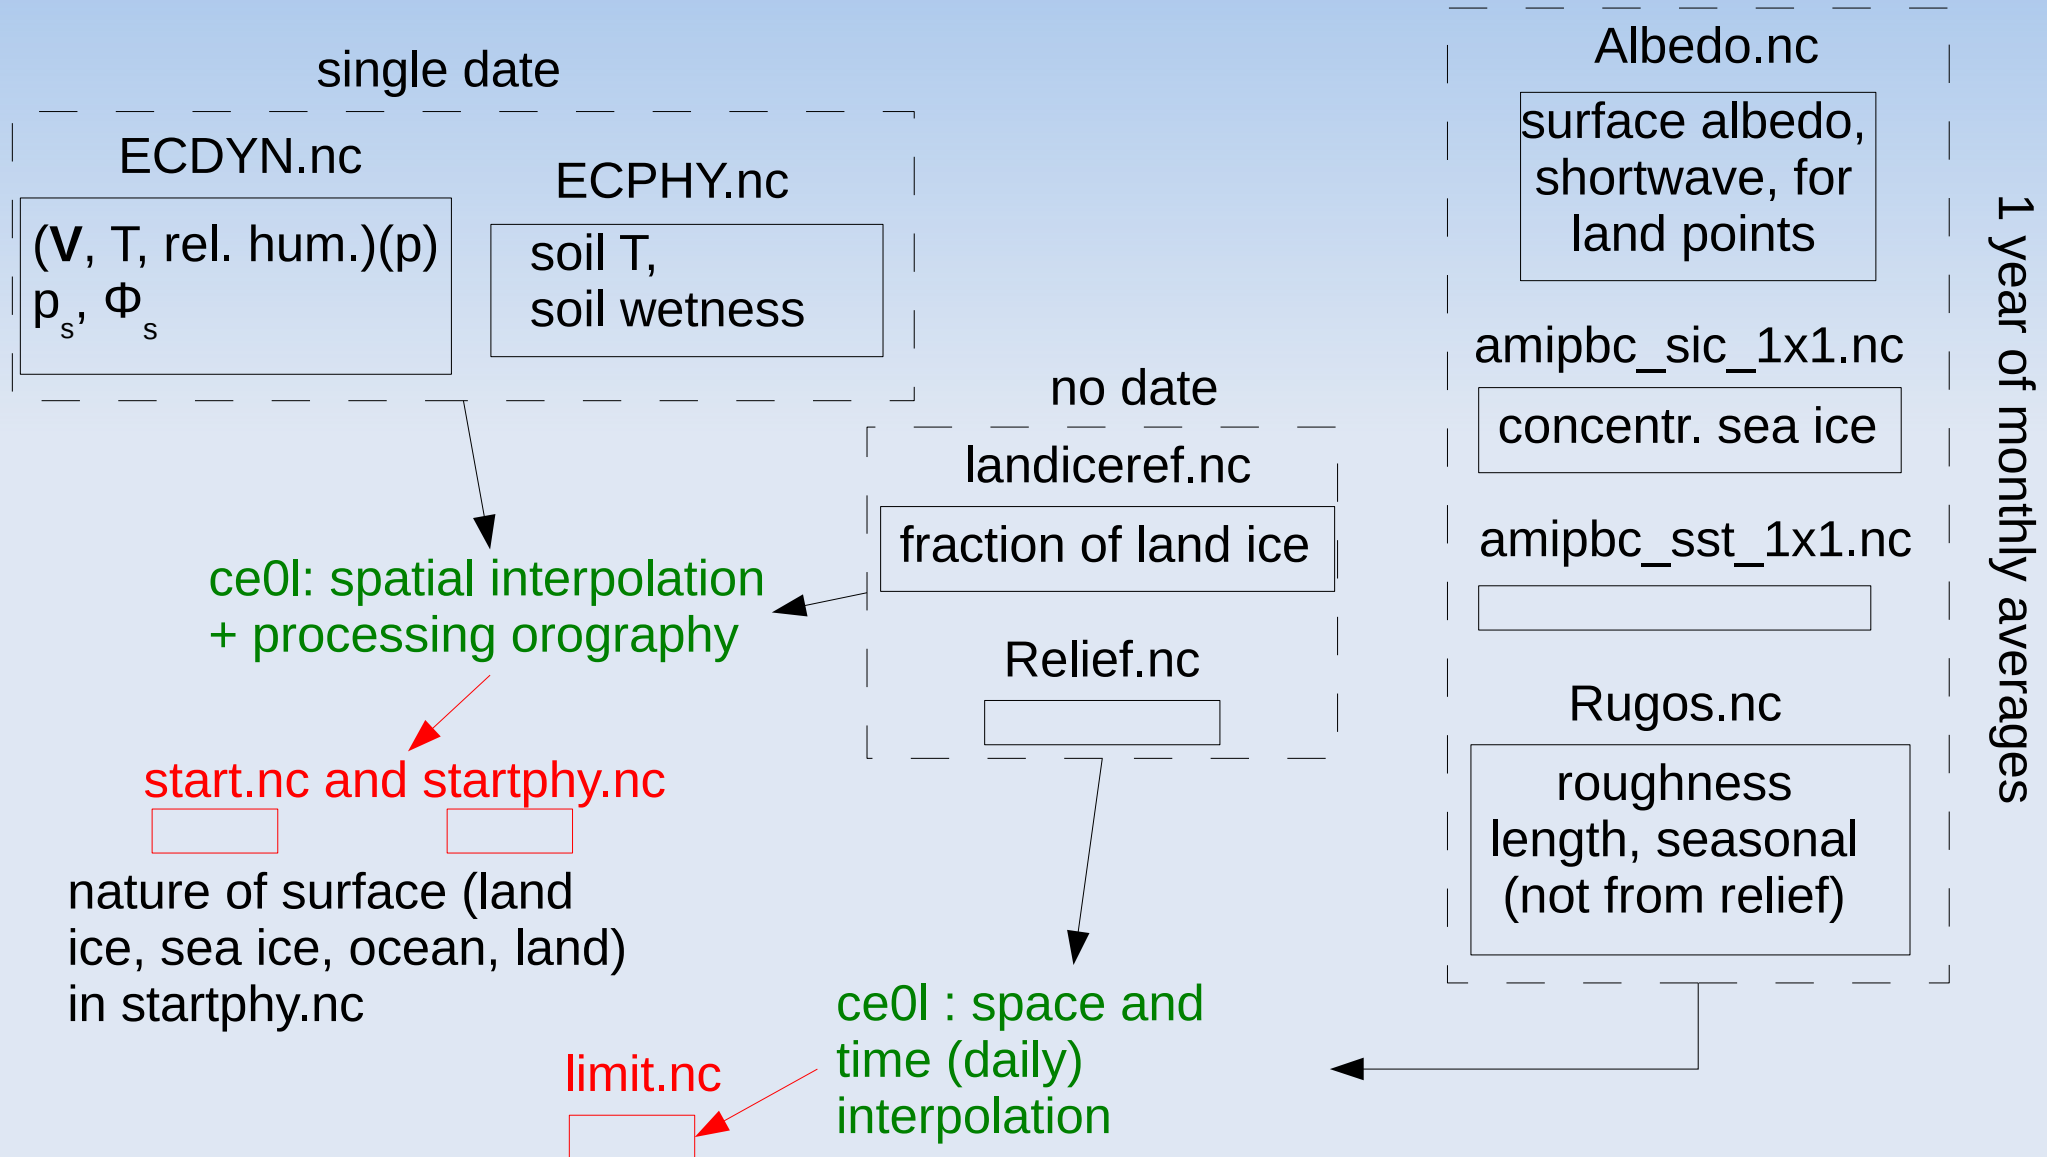 single date
ECDYN.nc
(V, T, rel. hum.)(p)
pₛ, Φₛ
ECPHY.nc
soil T,
soil wetness
no date
landiceref.nc
fraction of land ice
Relief.nc
Albedo.nc
surface albedo,
shortwave, for
land points
amipbc_sic_1x1.nc
concentr. sea ice
amipbc_sst_1x1.nc
Rugos.nc
roughness
length, seasonal
(not from relief)
1 year of monthly averages
ce0l: spatial interpolation
+ processing orography
start.nc and startphy.nc
nature of surface (land
ice, sea ice, ocean, land)
in startphy.nc
ce0l : space and
time (daily)
interpolation
limit.nc